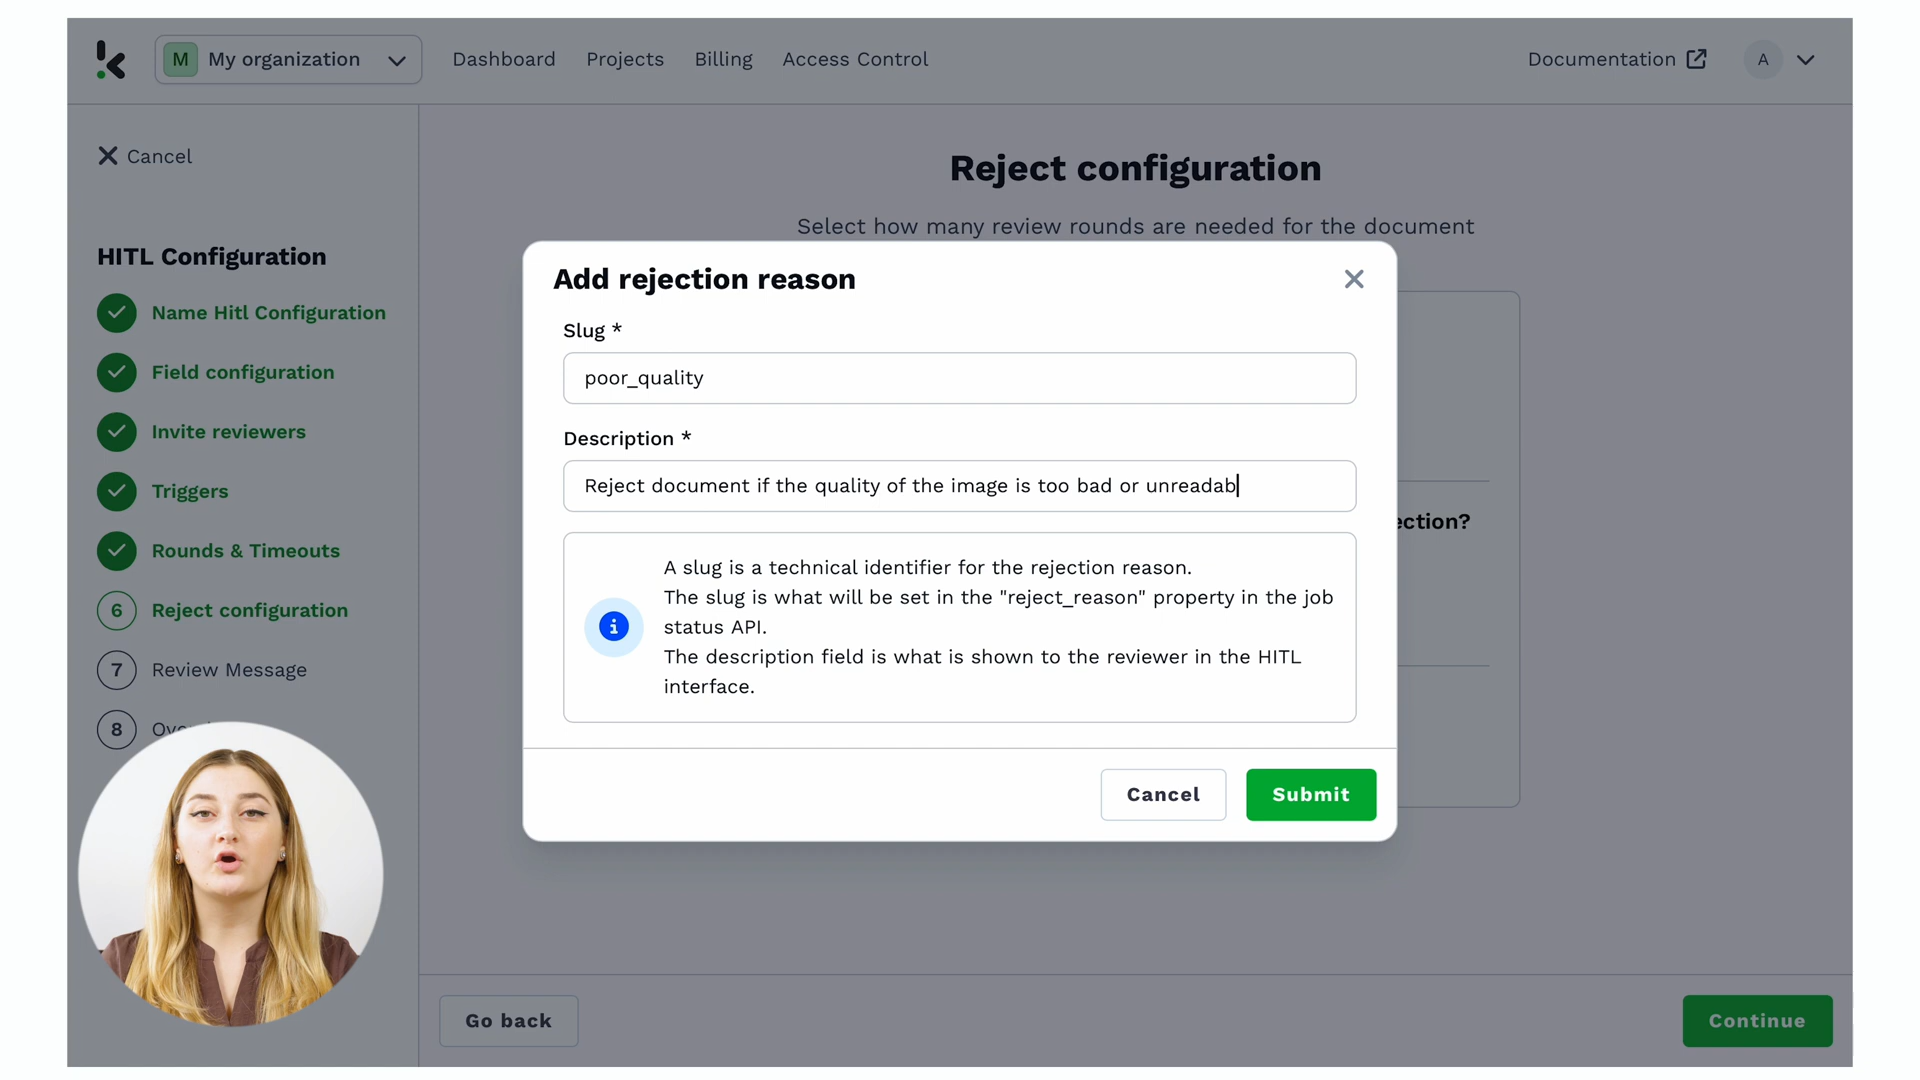 M My organization
Dashboard
Projects
Billing
Access Control
Documentation
A
Cancel
HITL Configuration
Name Hitl Configuration
Field configuration
Invite reviewers
Triggers
Rounds & Timeouts
6 Reject configuration
7 Review Message
8
Reject configuration
Select how many review rounds are needed for the document
Add rejection reason
Slug *
poor_quality
Description *
Reject document if the quality of the image is too bad or unreadab
A slug is a technical identifier for the rejection reason.
The slug is what will be set in the "reject_reason" property in the job
status API.
The description field is what is shown to the reviewer in the HITL
interface.
Cancel
Submit
ection?
Go back
Continue